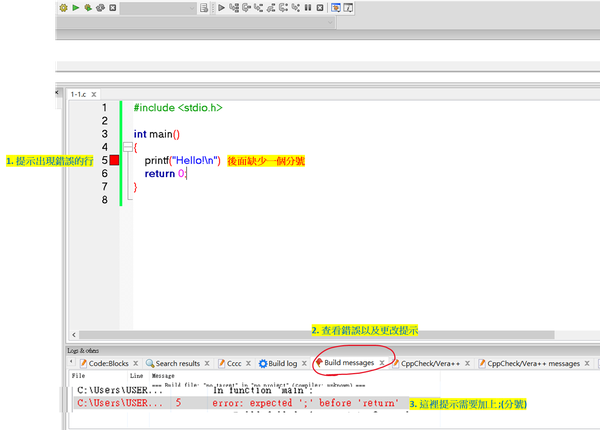 1-1.c
1 #include <stdio.h>
2
3 int main()
4 {
1. 提示出現錯誤的行 5 printf("Hello!\n") 後面缺少一個分號
6 return 0;
7 }
8
2. 查看錯誤以及更改提示
Logs & others
Code::Blocks Search results Cccc Build log Build messages CppCheck/Vera++ CppCheck/Vera++ messages
File Line Message
=== Build file: "no target" in "no project" (compiler: unknown) ===
C:\Users\USER... In function 'main':
C:\Users\USER... 5 error: expected ';' before 'return' 3. 這裡提示需要加上;(分號)